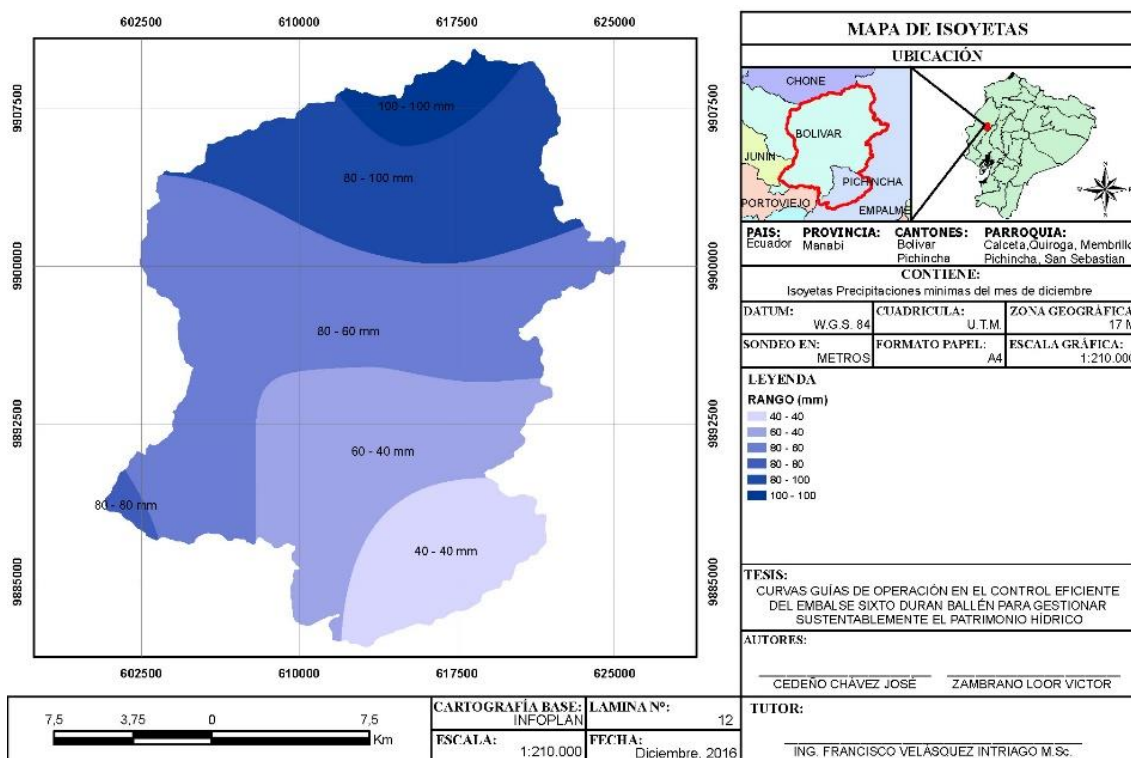 602500 610000 617500 625000
9907500
9900000
9892500
9885000
100 - 100 mm
80 - 100 mm
80 - 60 mm
60 - 40 mm
80 - 80 mm
40 - 40 mm
9907500
9900000
9892500
9885000
602500 610000 617500 625000
MAPA DE ISOYETAS
UBICACIÓN
CHONE
BOLIVAR
JUNIN
PICHINCHA
PORTOVIEJO
EMPALME
N
PAIS: PROVINCIA: CANTONES: PARROQUIA:
Ecuador Manabi Bolivar Calceta,Quiroga, Membrillo
Pichincha Pichincha, San Sebastian
CONTIENE:
Isoyetas Precipitaciones minimas del mes de diciembre
DATUM: CUADRICULA: ZONA GEOGRÁFICA
W.G.S. 84 U.T.M. 17 M
SONDEO EN: FORMATO PAPEL: ESCALA GRÁFICA:
METROS A4 1:210.000
LEYENDA
RANGO (mm)
40 - 40
60 - 40
80 - 60
80 - 80
80 - 100
100 - 100
TESIS:
CURVAS GUÍAS DE OPERACIÓN EN EL CONTROL EFICIENTE
DEL EMBALSE SIXTO DURAN BALLÉN PARA GESTIONAR
SUSTENTABLEMENTE EL PATRIMONIO HÍDRICO
AUTORES:
CEDEÑO CHÁVEZ JOSÉ ZAMBRANO LOOR VICTOR
TUTOR:
ING. FRANCISCO VELÁSQUEZ INTRIAGO M.Sc.
7,5 3,75 0 7,5
Km
CARTOGRAFÍA BASE: LAMINA Nº:
INFOPLAN 12
ESCALA: FECHA:
1:210.000 Diciembre, 2016